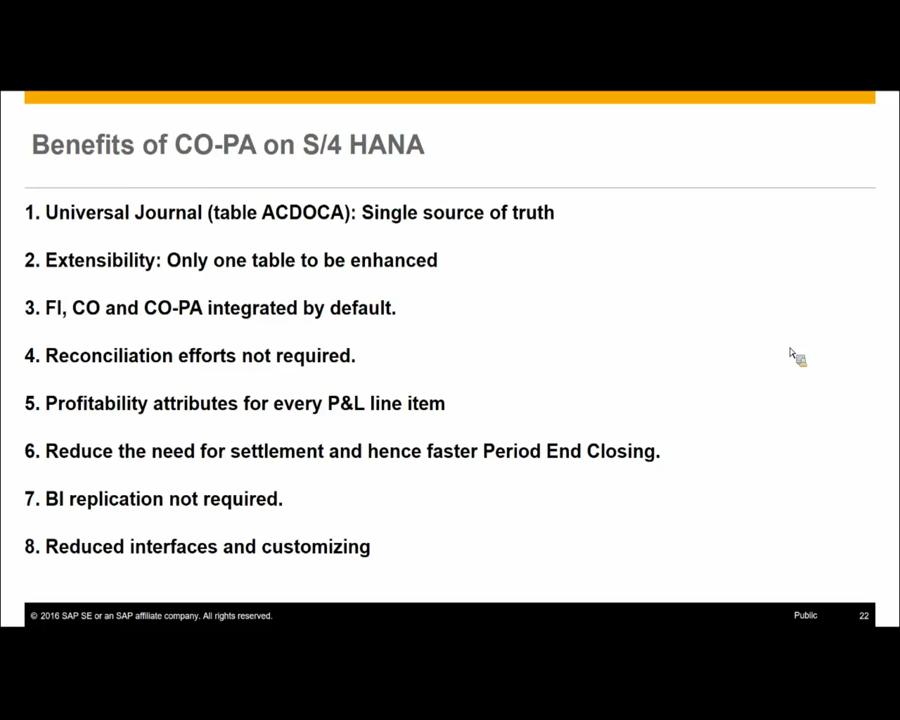 Benefits of CO-PA on S/4 HANA
1. Universal Journal (table ACDOCA): Single source of truth
2. Extensibility: Only one table to be enhanced
3. FI, CO and CO-PA integrated by default.
4. Reconciliation efforts not required.
5. Profitability attributes for every P&L line item
6. Reduce the need for settlement and hence faster Period End Closing.
7. BI replication not required.
8. Reduced interfaces and customizing
© 2016 SAP SE or an SAP affiliate company. All rights reserved. Public 22